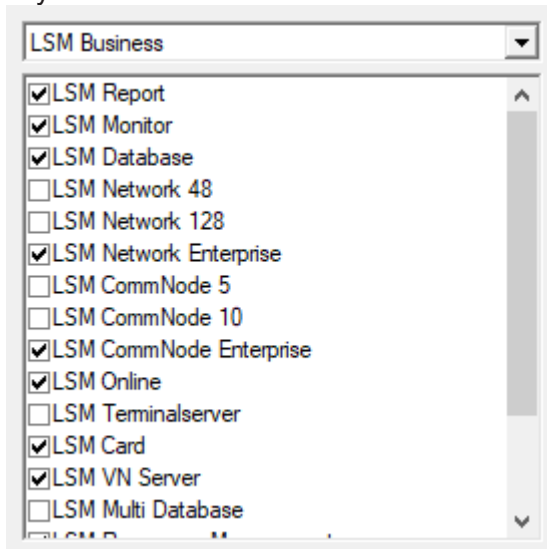 LSM Business
LSM Report
LSM Monitor
LSM Database
LSM Network 48
LSM Network 128
LSM Network Enterprise
LSM CommNode 5
LSM CommNode 10
LSM CommNode Enterprise
LSM Online
LSM Terminalserver
LSM Card
LSM VN Server
LSM Multi Database